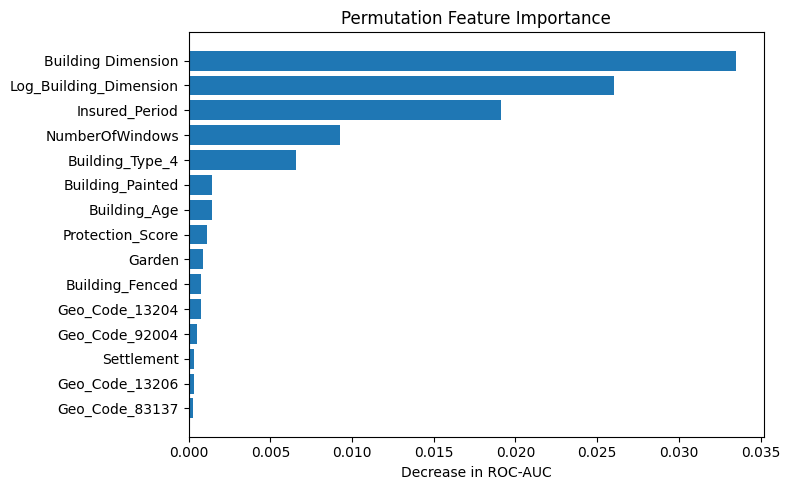 Permutation Feature Importance
Building Dimension
Log_Building_Dimension
Insured_Period
NumberOfWindows
Building_Type_4
Building_Painted
Building_Age
Protection_Score
Garden
Building_Fenced
Geo_Code_13204
Geo_Code_92004
Settlement
Geo_Code_13206
Geo_Code_83137
0.000 0.005 0.010 0.015 0.020 0.025 0.030 0.035
Decrease in ROC-AUC